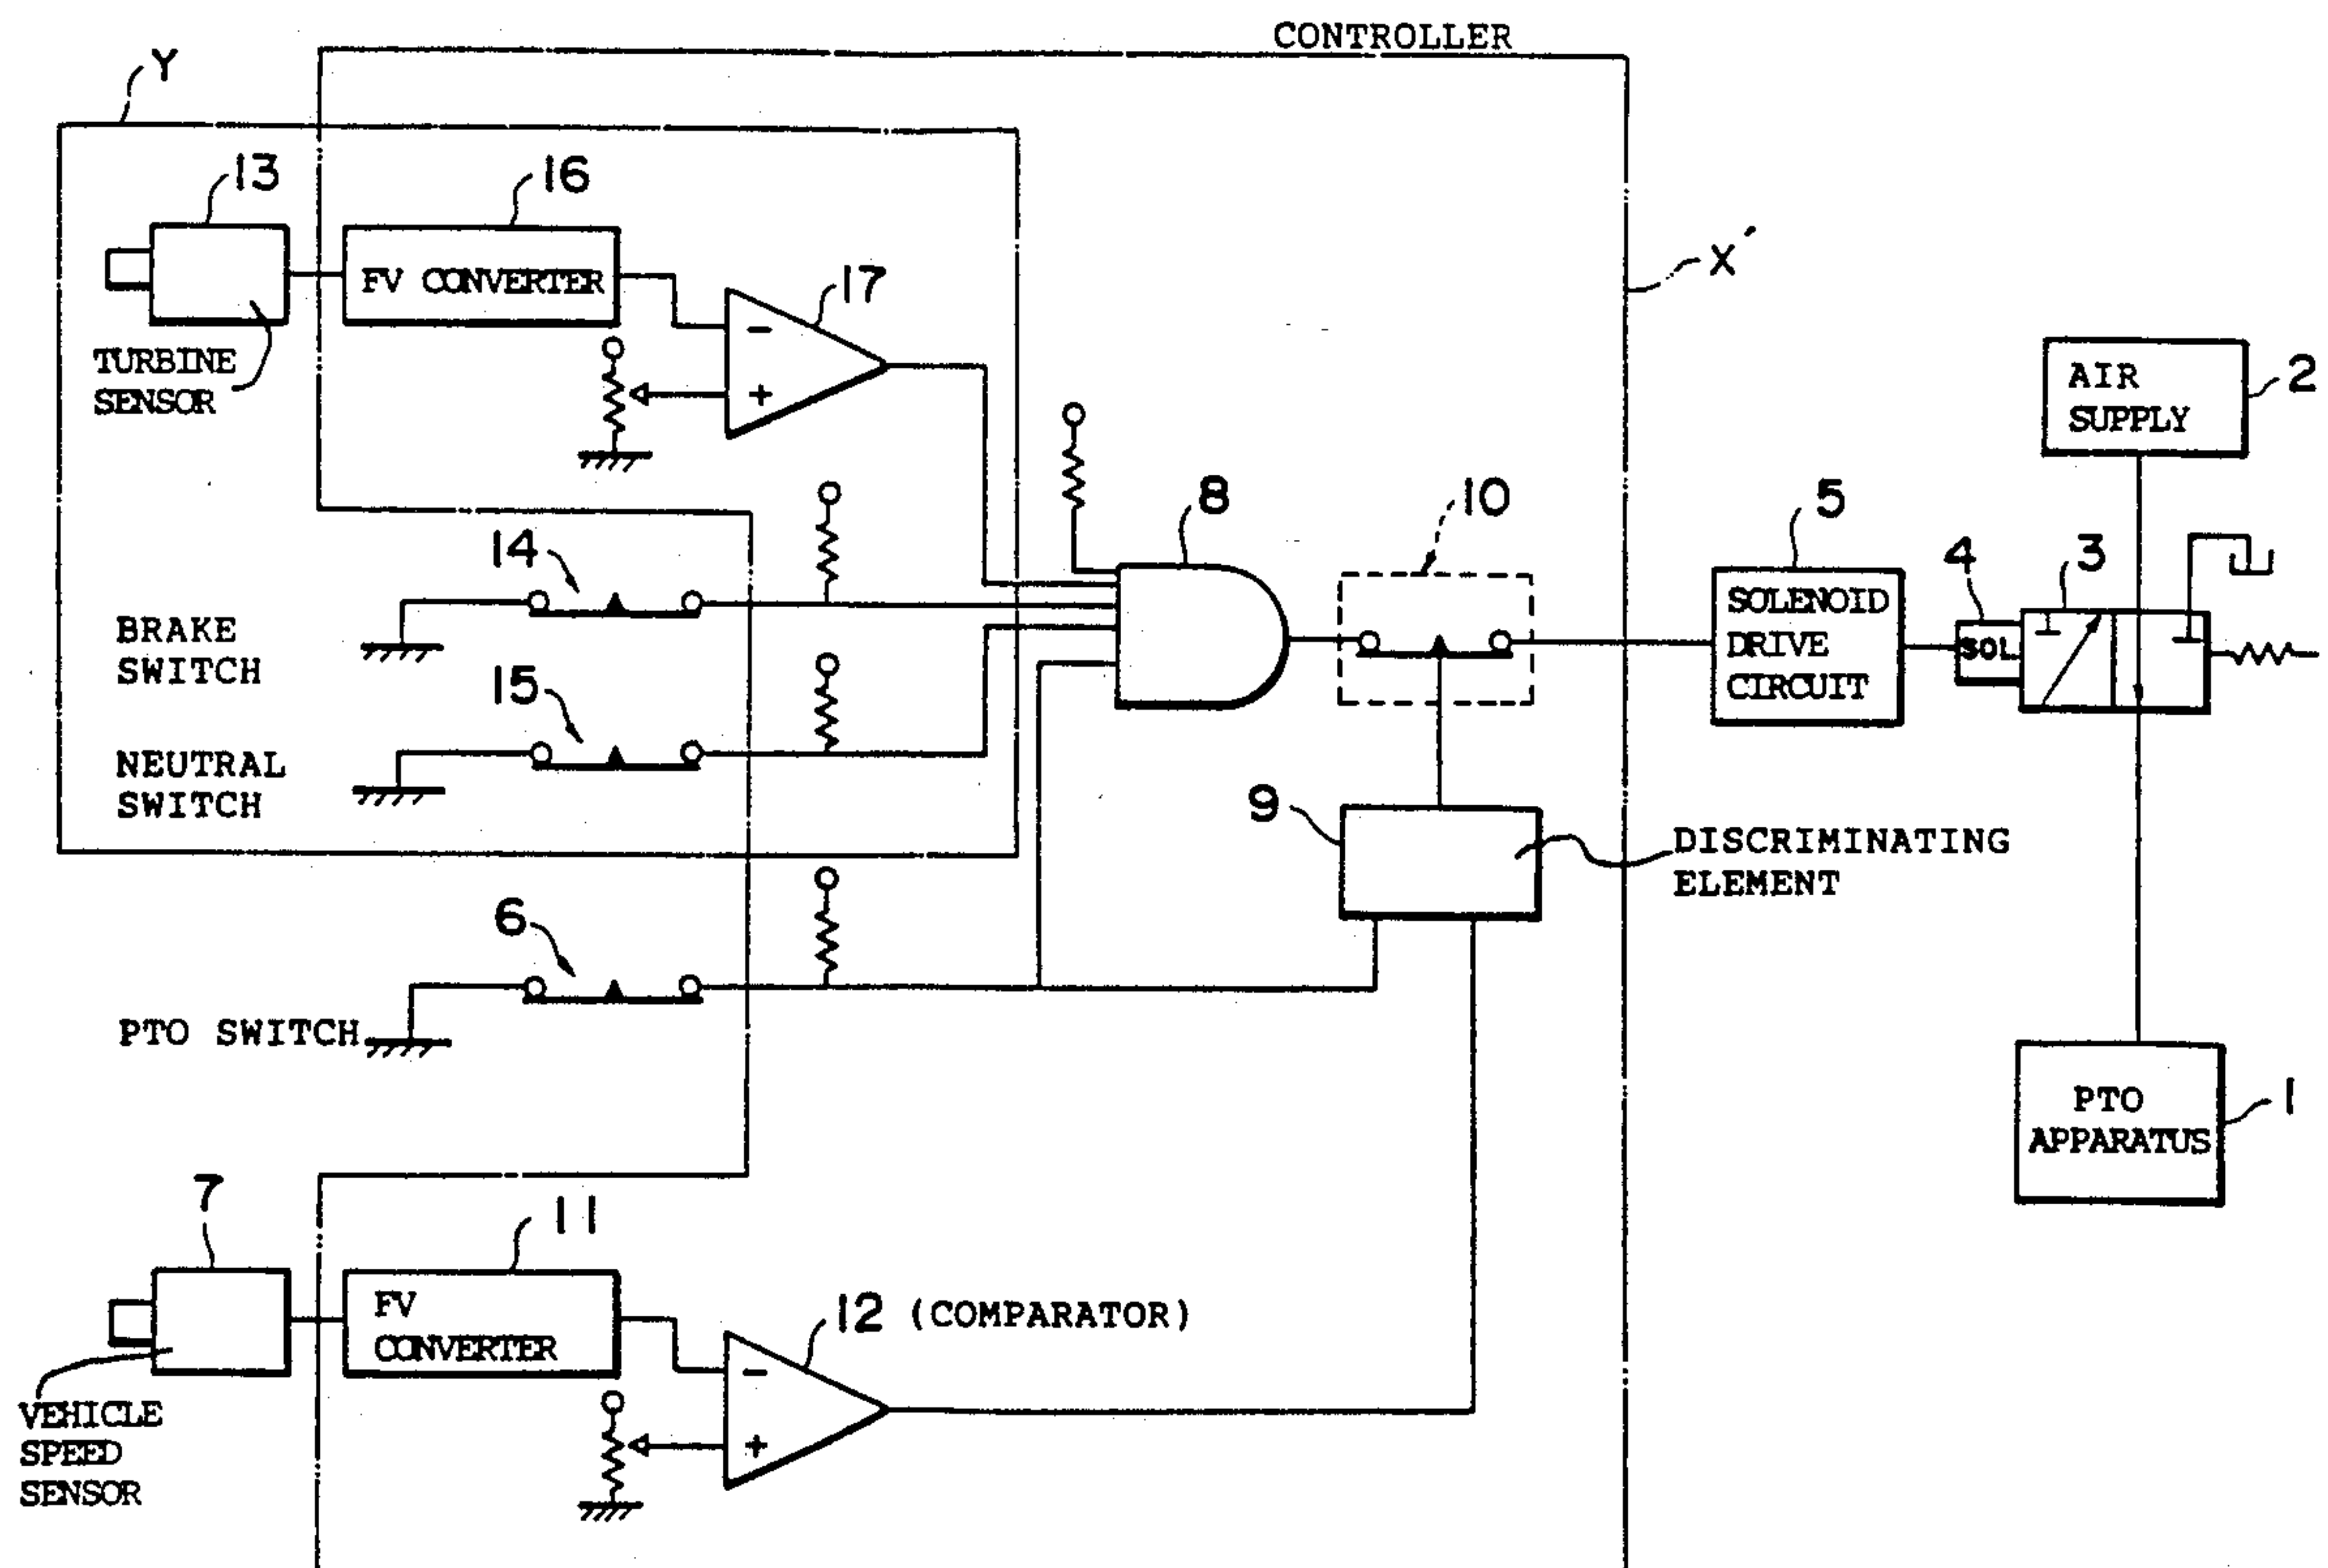 CONTROLLER
Y
13
16
FV CONVERTER
17
X′
TURBINE
SENSOR
−
+
AIR
SUPPLY
2
8
10
5
4
3
14
SOLENOID
DRIVE
CIRCUIT
SOL
BRAKE
SWITCH
15
NEUTRAL
SWITCH
9
DISCRIMINATING
ELEMENT
6
PTO SWITCH
PTO
APPARATUS
1
7
11
FV
CONVERTER
12 (COMPARATOR)
−
+
VEHICLE
SPEED
SENSOR